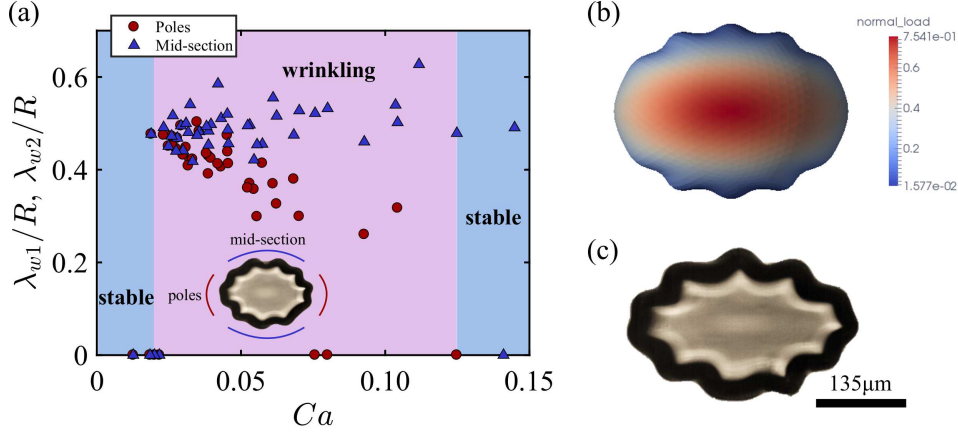 (a)
Poles
Mid-section
wrinkling
stable
stable
mid-section
poles
λw1/R, λw2/R
0.6
0.4
0.2
0
0
0.05
0.10
0.15
Ca
(b)
normal_load
7.541e-01
0.6
0.4
0.2
1.577e-02
(c)
135μm